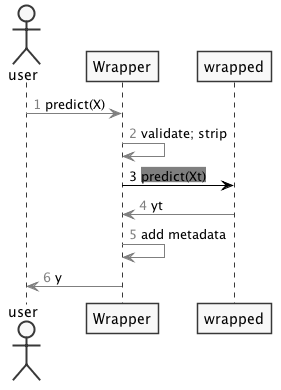 user
Wrapper
wrapped
1 predict(X)
2 validate; strip
3 predict(Xt)
4 yt
5 add metadata
6 y
user
Wrapper
wrapped